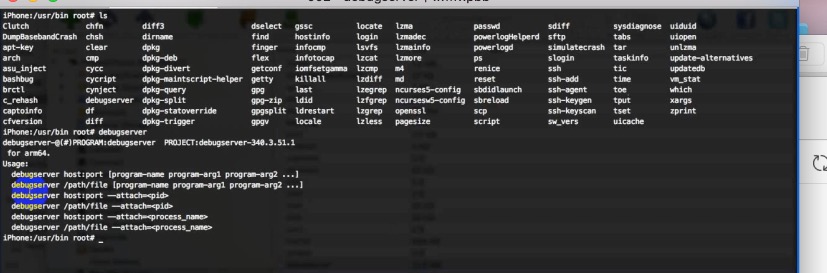 iPhone:/usr/bin root# ls
Clutch chfn diff3 dselect gssc locate lzma passwd sdiff sysdiagnose uiduid
DumpBasebandCrash chsh dirname find hostinfo login lzmadec powerlogHelperd sftp tabs uiopen
apt-key clear dpkg finger infocmp lsvfs lzmainfo powerlogd simulatecrash tar unlzma
arch cmp dpkg-deb flex infotocap lzcat lzmore ps slogin taskinfo update-alternatives
asu_inject cycc dpkg-divert getconf iomfsetgamma lzcmp m4 renice ssh tic updatedb
bashbug cycript dpkg-maintscript-helper getty killall lzdiff md reset ssh-add time vm_stat
brctl cynject dpkg-query gpg last lzegrep ncurses5-config sbdidlaunch ssh-agent toe which
c_rehash debugserver dpkg-split gpg-zip ldid lzfgrep ncursesw5-config sbreload ssh-keygen tput xargs
captoinfo df dpkg-statoverride gpgsplit ldrestart lzgrep openssl scp ssh-keyscan tset zprint
cfversion diff dpkg-trigger gpgv locale lzless pagesize script sw_vers uicache
iPhone:/usr/bin root# debugserver
debugserver-@(#)PROGRAM:debugserver PROJECT:debugserver-340.3.51.1
for arm64.
Usage:
debugserver host:port [program-name program-arg1 program-arg2 ...]
debugserver /path/file [program-name program-arg1 program-arg2 ...]
debugserver host:port --attach=<pid>
debugserver /path/file --attach=<pid>
debugserver host:port --attach=<process_name>
debugserver /path/file --attach=<process_name>
iPhone:/usr/bin root# _